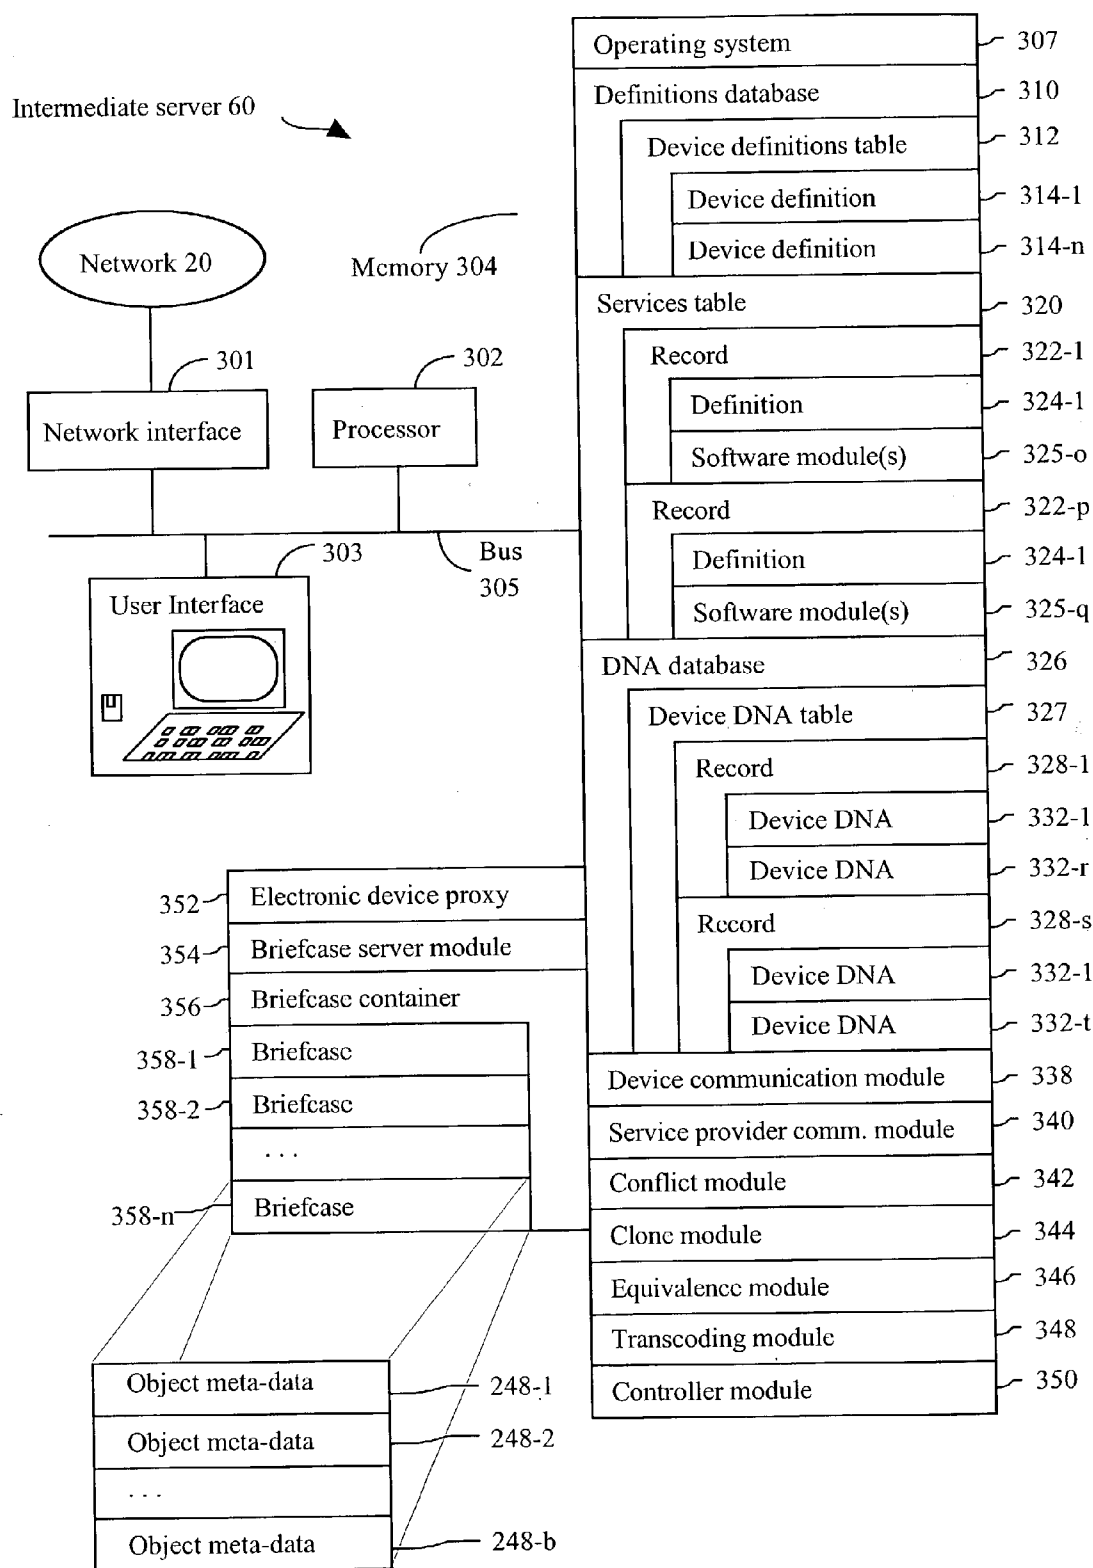 Intermediate server 60
Network 20
Memory 304
301
Network interface
302
Processor
Bus
305
303
User Interface
Operating system 307
Definitions database 310
Device definitions table 312
Device definition 314-1
Device definition 314-n
Services table 320
Record 322-1
Definition 324-1
Software module(s) 325-o
Record 322-p
Definition 324-1
Software module(s) 325-q
DNA database 326
Device DNA table 327
Record 328-1
Device DNA 332-1
Device DNA 332-r
Record 328-s
Device DNA 332-1
Device DNA 332-t
Device communication module 338
Service provider comm. module 340
Conflict module 342
Clone module 344
Equivalence module 346
Transcoding module 348
Controller module 350
352 Electronic device proxy
354 Briefcase server module
356 Briefcase container
358-1 Briefcase
358-2 Briefcase
. . .
358-n Briefcase
Object meta-data 248-1
Object meta-data 248-2
. . .
Object meta-data 248-b